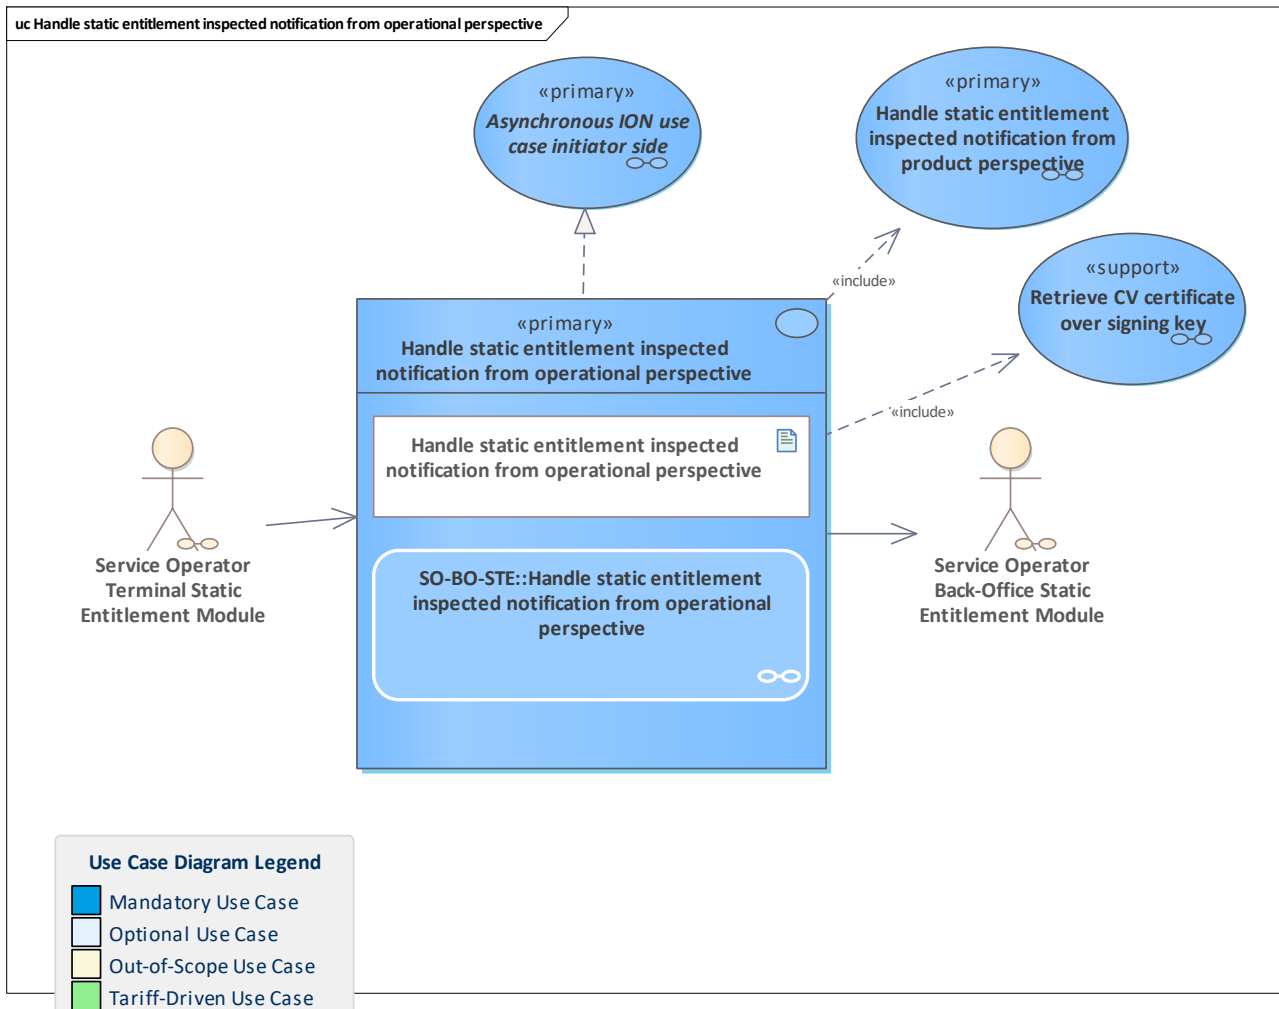 uc Handle static entitlement inspected notification from operational perspective
«primary»
Asynchronous ION use
case initiator side
«primary»
Handle static entitlement
inspected notification from
product perspective
«support»
Retrieve CV certificate
over signing key
«include»
«include»
«primary»
Handle static entitlement inspected
notification from operational perspective
Handle static entitlement inspected
notification from operational perspective
SO-BO-STE::Handle static entitlement
inspected notification from operational
perspective
Service Operator
Terminal Static
Entitlement Module
Service Operator
Back-Office Static
Entitlement Module
Use Case Diagram Legend
Mandatory Use Case
Optional Use Case
Out-of-Scope Use Case
Tariff-Driven Use Case